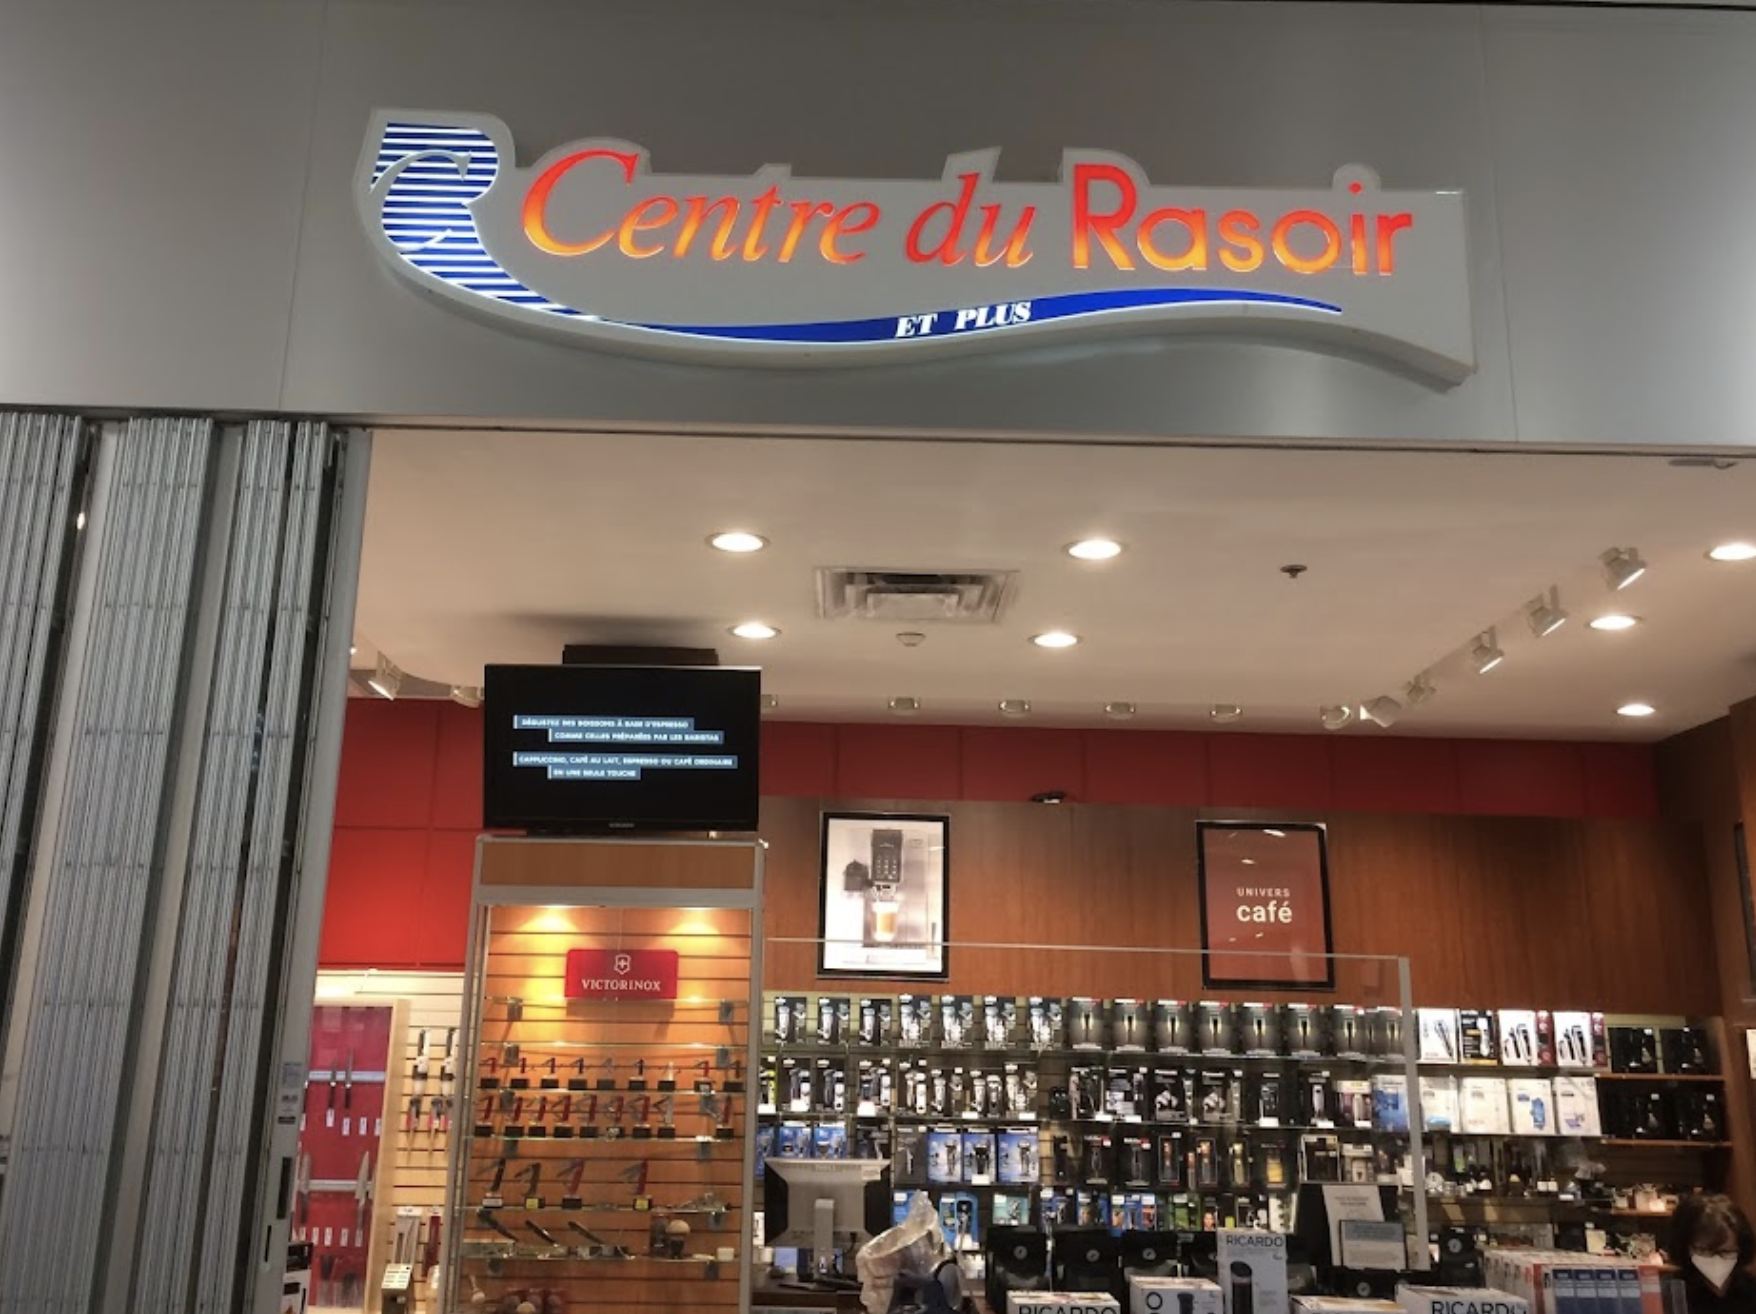 Centre du Rasoir
ET PLUS
DÉGUSTEZ DES BOISSONS À BASE D'ESPRESSO
COMME CELLES PRÉPARÉES PAR LES BARISTAS
CAPPUCCINO, CAFÉ AU LAIT, ESPRESSO OU CAFÉ ORDINAIRE
EN UNE SEULE TOUCHE
UNIVERS
café
VICTORINOX
RICARDO
RICARDO
RICARDO